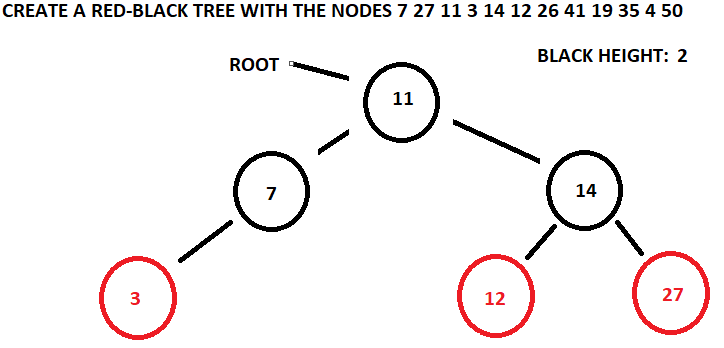 CREATE A RED-BLACK TREE WITH THE NODES 7 27 11 3 14 12 26 41 19 35 4 50
BLACK HEIGHT: 2
ROOT
11
7
14
3
12
27